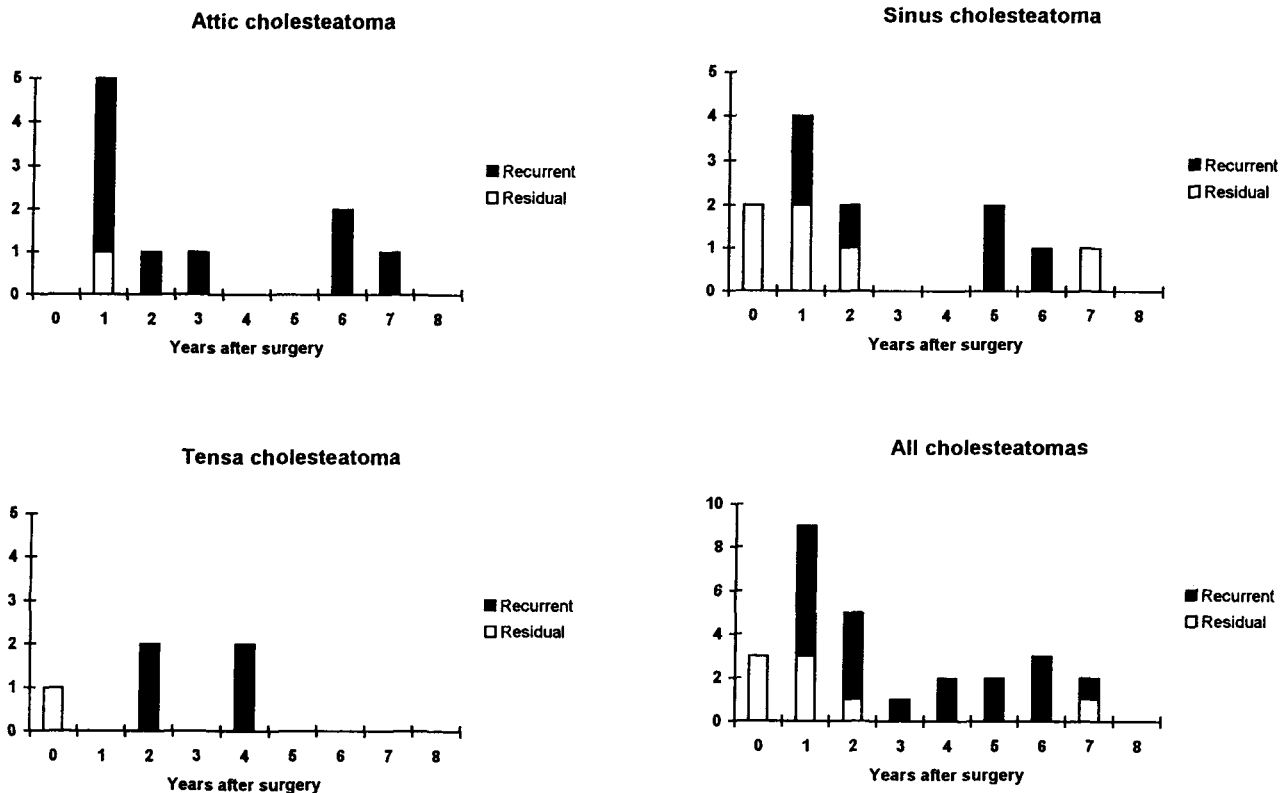 Attic cholesteatoma
5
4
3
2
1
0
0 1 2 3 4 5 6 7 8
Years after surgery
Recurrent
Residual
Sinus cholesteatoma
5
4
3
2
1
0
0 1 2 3 4 5 6 7 8
Years after surgery
Recurrent
Residual
Tensa cholesteatoma
5
4
3
2
1
0
0 1 2 3 4 5 6 7 8
Years after surgery
Recurrent
Residual
All cholesteatomas
10
8
6
4
2
0
0 1 2 3 4 5 6 7 8
Years after surgery
Recurrent
Residual